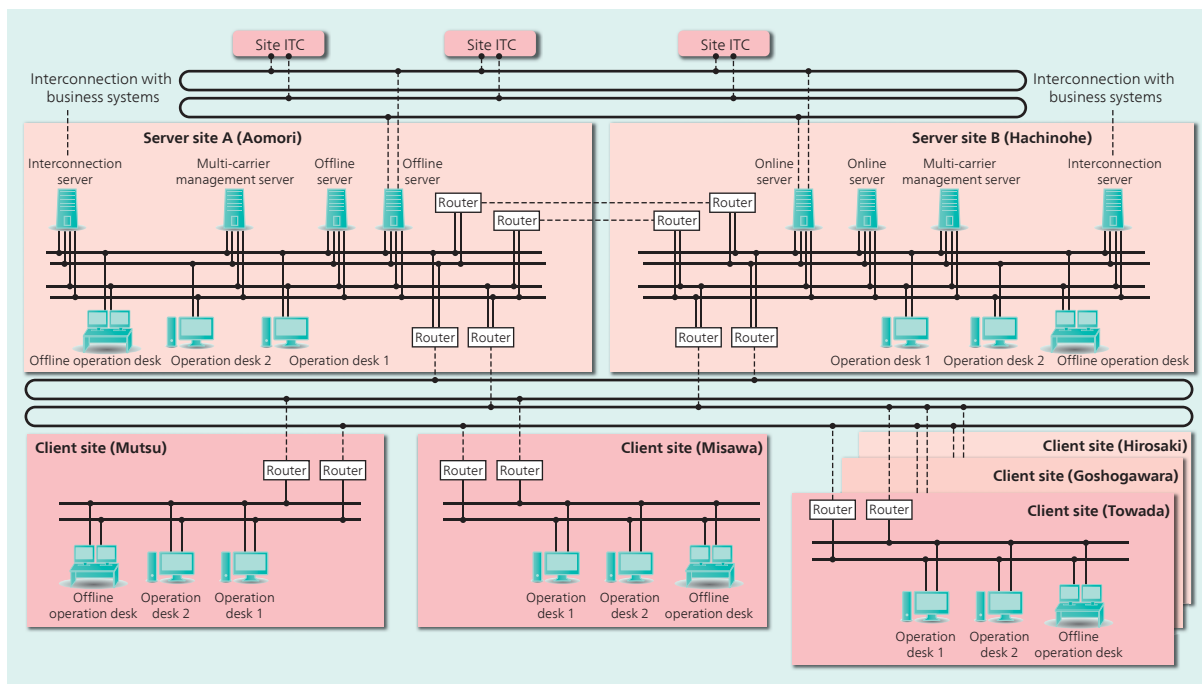 Site ITC
Site ITC
Site ITC
Interconnection with
business systems
Interconnection with
business systems
Server site A (Aomori)
Interconnection
server
Multi-carrier
management server
Offline
server
Offline
server
Router
Router
Router
Router
Offline operation desk
Operation desk 2
Operation desk 1
Server site B (Hachinohe)
Online
server
Online
server
Multi-carrier
management server
Interconnection
server
Router
Router
Router
Router
Operation desk 1
Operation desk 2
Offline operation desk
Client site (Mutsu)
Router
Router
Offline
operation desk
Operation
desk 2
Operation
desk 1
Client site (Misawa)
Router
Router
Operation
desk 1
Operation
desk 2
Offline
operation desk
Client site (Hirosaki)
Client site (Goshogawara)
Client site (Towada)
Router
Router
Operation
desk 1
Operation
desk 2
Offline
operation desk